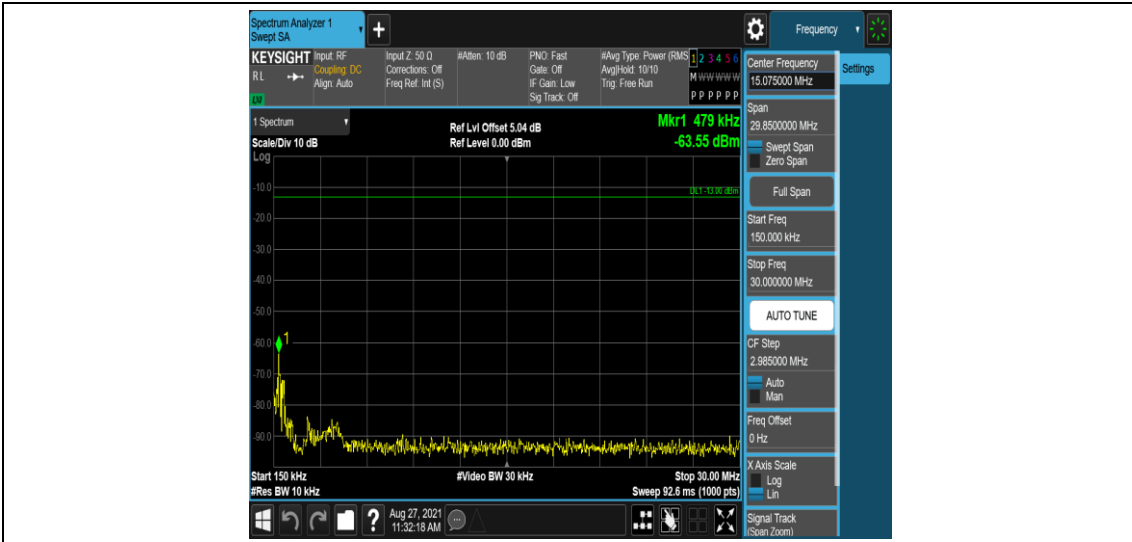 Spectrum Analyzer 1
Swept SA
+
Frequency
KEYSIGHT
Input: RF
Input Z: 50 Ω
#Atten: 10 dB
PNO: Fast
#Avg Type: Power (RMS
1 2 3 4 5 6
RL
Coupling: DC
Corrections: Off
Gate: Off
Avg|Hold: 10/10
M W W W W W
Align: Auto
Freq Ref: Int (S)
IF Gain: Low
Trig: Free Run
Sig Track: Off
P P P P P P
LXI
1 Spectrum
Ref Lvl Offset 5.04 dB
Mkr1 479 kHz
Scale/Div 10 dB
Ref Level 0.00 dBm
-63.55 dBm
Log
DL1 -13.00 dBm
-10.0
-20.0
-30.0
-40.0
-50.0
-60.0
1
-70.0
-80.0
-90.0
Start 150 kHz
#Video BW 30 kHz
Stop 30.00 MHz
#Res BW 10 kHz
Sweep 92.6 ms (1000 pts)
Center Frequency
15.075000 MHz
Settings
Span
29.8500000 MHz
Swept Span
Zero Span
Full Span
Start Freq
150.000 kHz
Stop Freq
30.000000 MHz
AUTO TUNE
CF Step
2.985000 MHz
Auto
Man
Freq Offset
0 Hz
X Axis Scale
Log
Lin
Signal Track
(Span Zoom)
?
Aug 27, 2021
11:32:18 AM